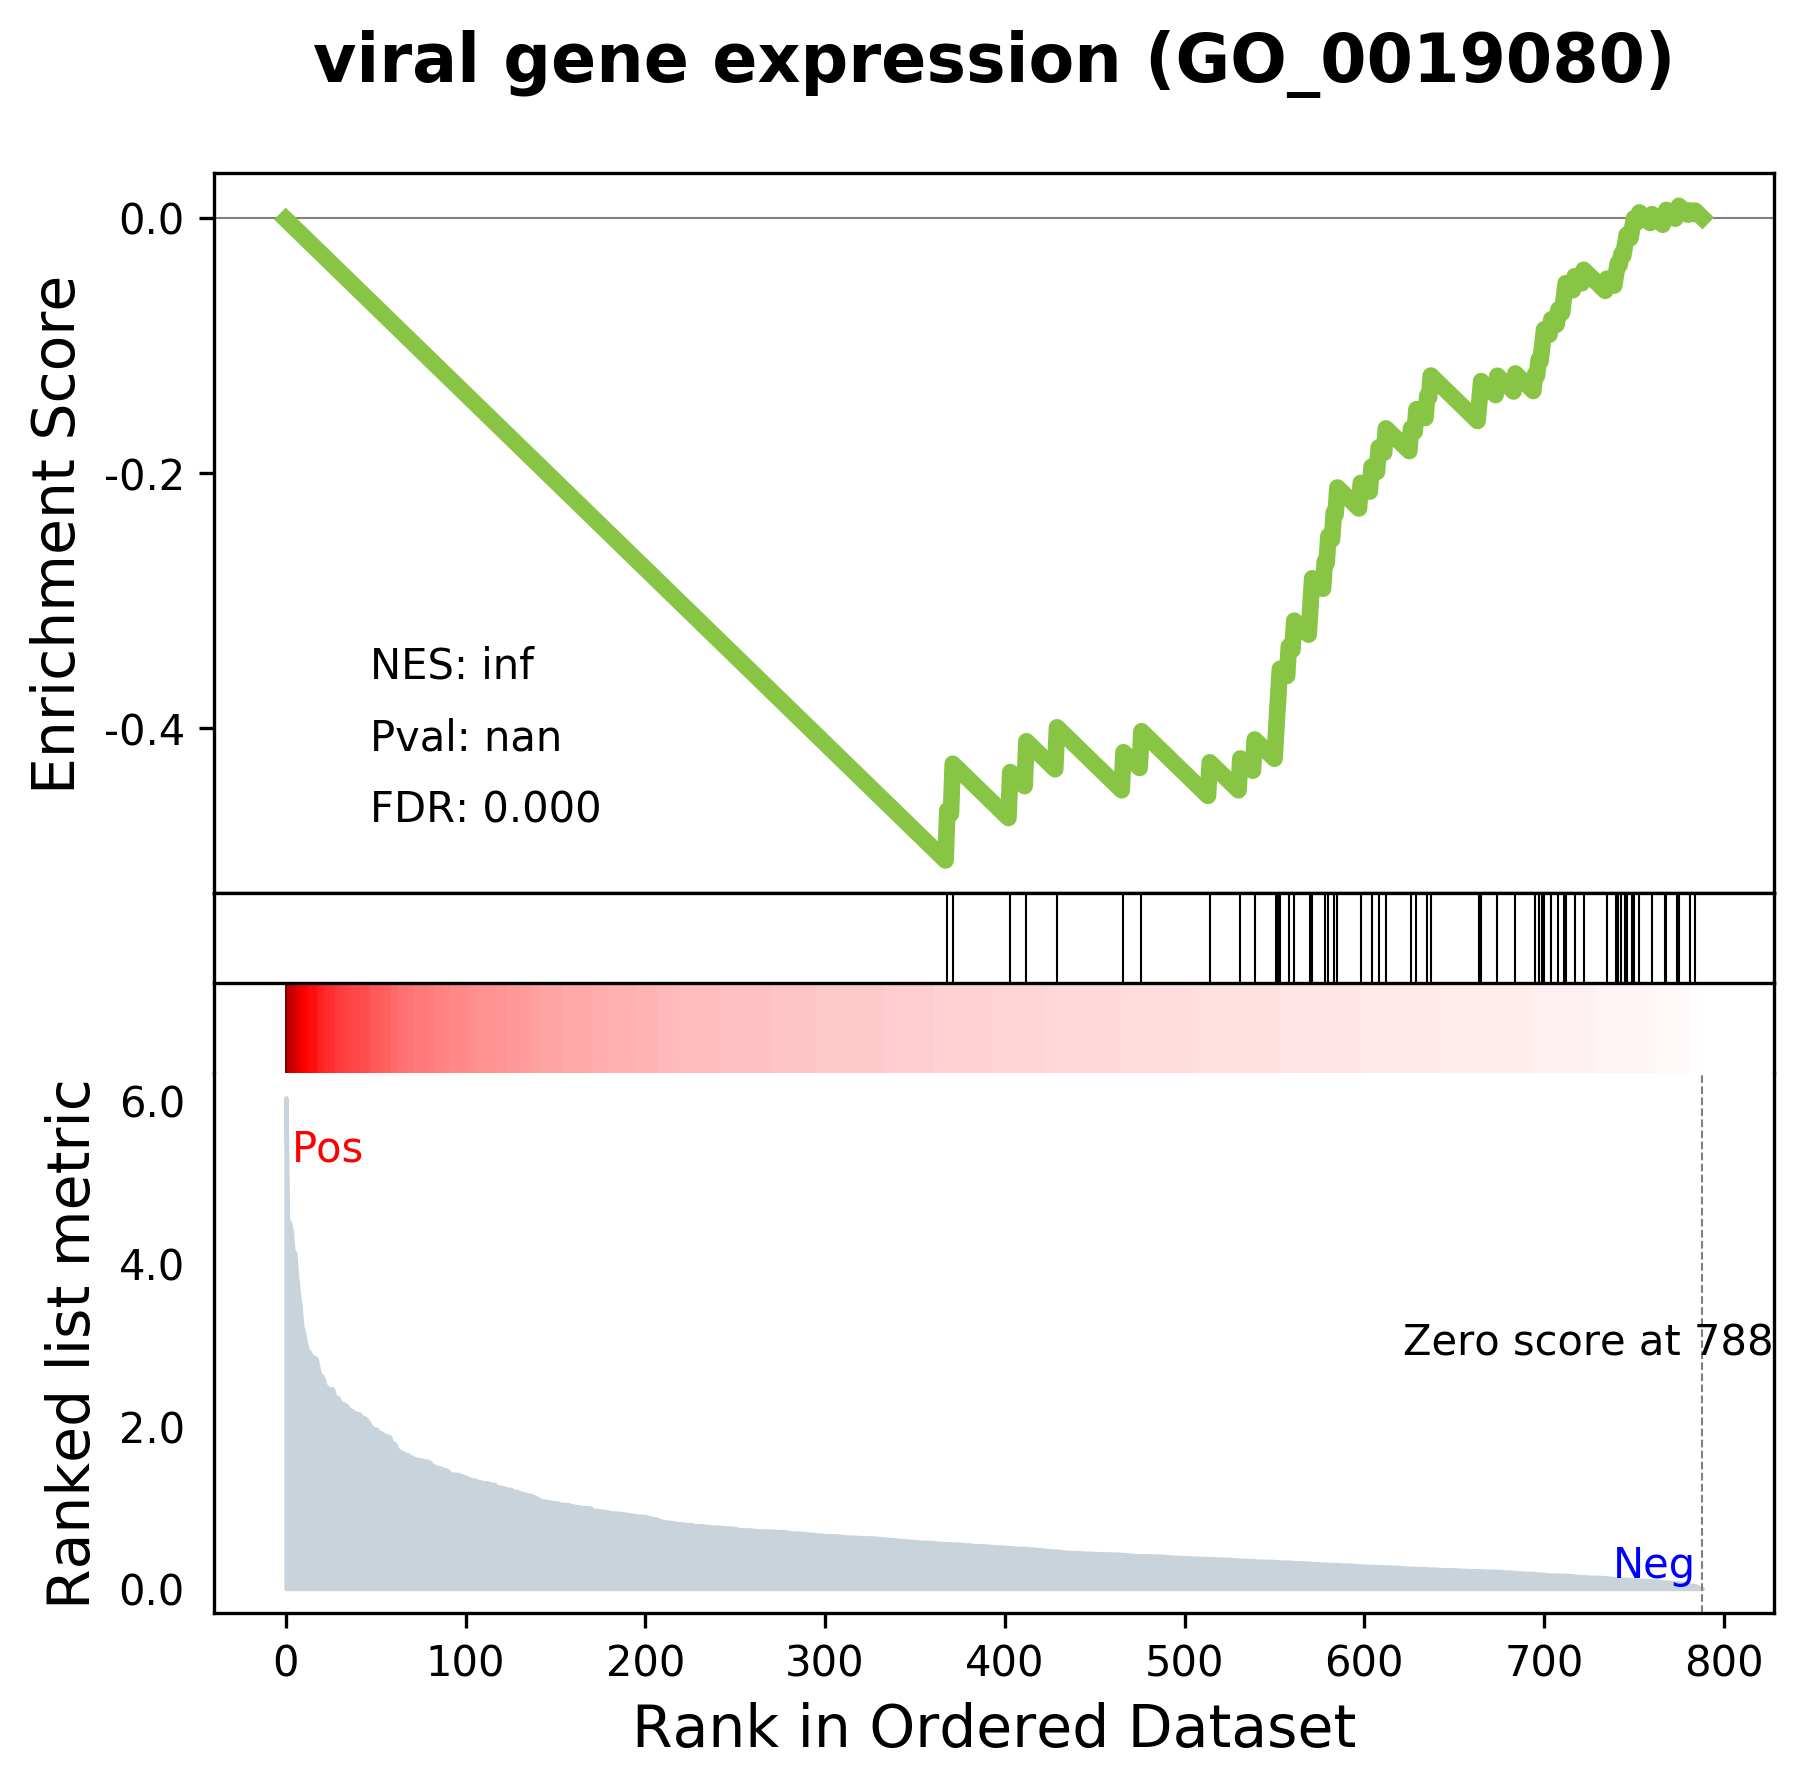 viral gene expression (GO_0019080)
Enrichment Score
0.0
-0.2
-0.4
NES: inf
Pval: nan
FDR: 0.000
Ranked list metric
6.0
4.0
2.0
0.0
Pos
Zero score at 788
Neg
0 100 200 300 400 500 600 700 800
Rank in Ordered Dataset